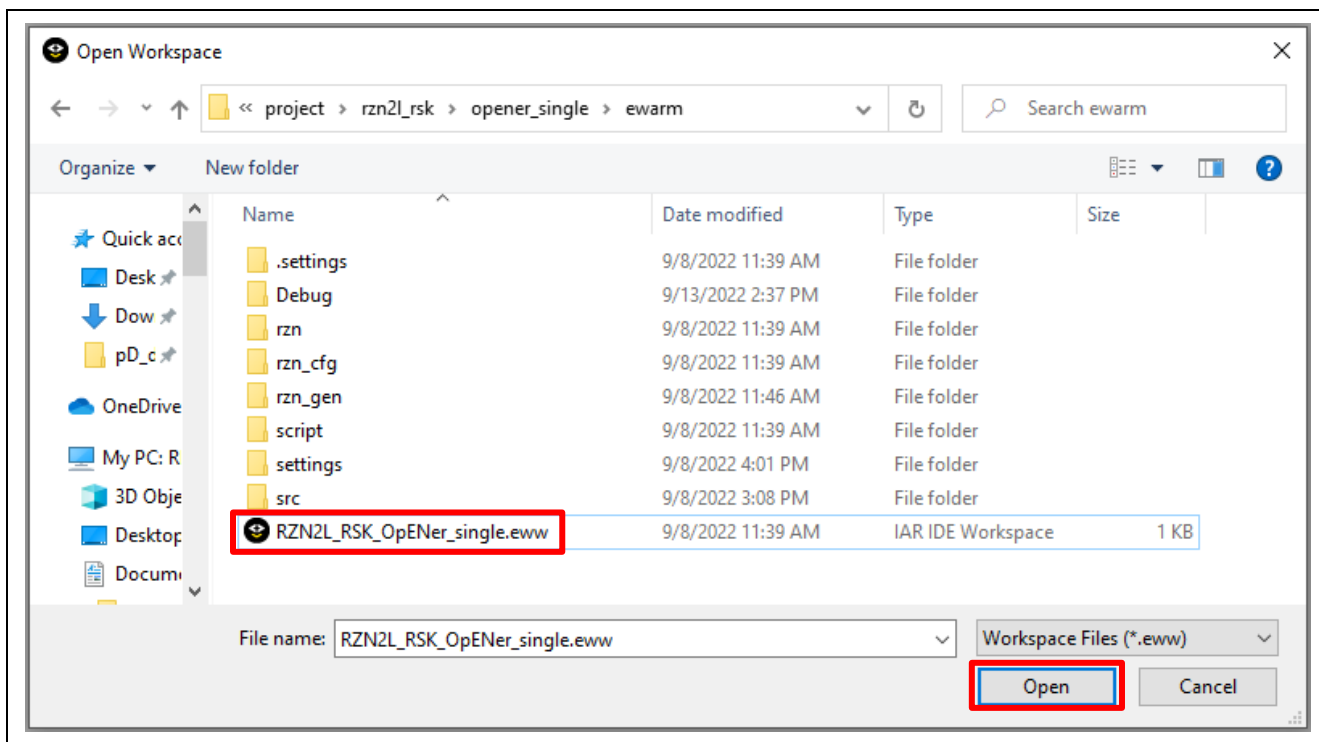 Open Workspace
« project › rzn2l_rsk › opener_single › ewarm Search ewarm
Organize New folder
Name Date modified Type Size
Quick acc
Desk
Dow
pD_c
OneDrive
My PC: R
3D Obje
Desktop
Docume
.settings 9/8/2022 11:39 AM File folder
Debug 9/13/2022 2:37 PM File folder
rzn 9/8/2022 11:39 AM File folder
rzn_cfg 9/8/2022 11:39 AM File folder
rzn_gen 9/8/2022 11:46 AM File folder
script 9/8/2022 11:39 AM File folder
settings 9/8/2022 4:01 PM File folder
src 9/8/2022 3:08 PM File folder
RZN2L_RSK_OpENer_single.eww 9/8/2022 11:39 AM IAR IDE Workspace 1 KB
File name: RZN2L_RSK_OpENer_single.eww Workspace Files (*.eww)
Open Cancel